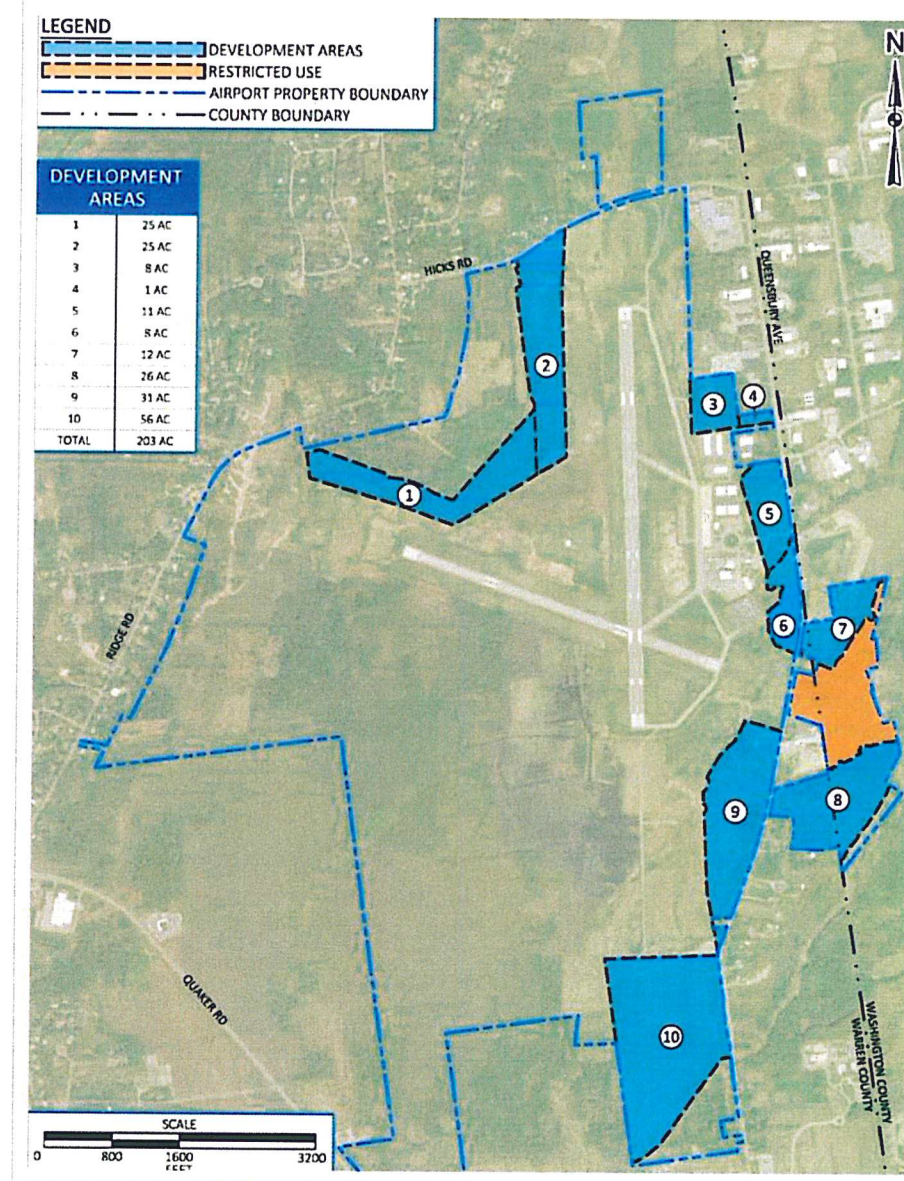 LEGEND
DEVELOPMENT AREAS
RESTRICTED USE
AIRPORT PROPERTY BOUNDARY
COUNTY BOUNDARY
N
DEVELOPMENT
AREAS
1 25 AC
2 25 AC
3 8 AC
4 1 AC
5 11 AC
6 8 AC
7 12 AC
8 26 AC
9 31 AC
10 56 AC
TOTAL 203 AC
HICKS RD
QUEENSBURY AVE
2
3
4
1
5
6
7
RIDGE RD
8
9
QUAKER RD
10
WASHINGTON COUNTY
WARREN COUNTY
SCALE
0 800 1600 3200
FEET